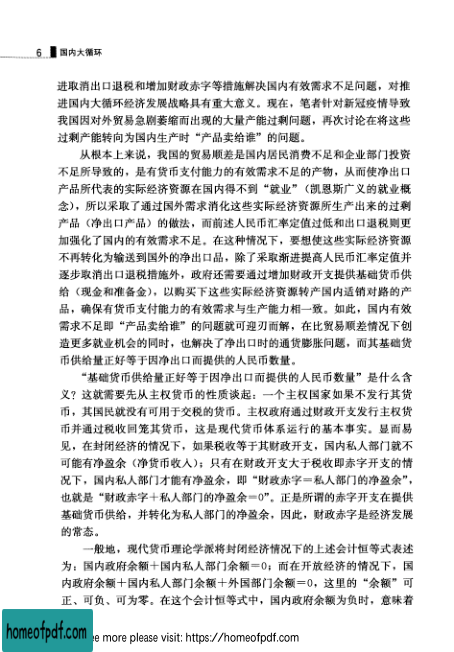 6 国内大循环
进取消出口退税和增加财政赤字等措施解决国内有效需求不足问题，对推
进国内大循环经济发展战略具有重大意义。现在，笔者针对新冠疫情导致
我国因对外贸易急剧萎缩而出现的大量产能过剩问题，再次讨论在将这些
过剩产能转向为国内生产时“产品卖给谁”的问题。
从根本上来说，我国的贸易顺差是国内居民消费不足和企业部门投资
不足所导致的，是有货币支付能力的有效需求不足的产物，从而使净出口
产品所代表的实际经济资源在国内得不到“就业”（凯恩斯广义的就业概
念），所以采取了通过国外需求消化这些实际经济资源所生产出来的过剩
产品（净出口产品）的做法，而前述人民币汇率定值过低和出口退税则更
加强化了国内的有效需求不足。在这种情况下，要想使这些实际经济资源
不再转化为输送到国外的净出口品，除了采取渐进提高人民币汇率定值并
逐步取消出口退税措施外，政府还需要通过增加财政开支提供基础货币供
给（现金和准备金），以购买下这些实际经济资源转产国内适销对路的产
品，确保有货币支付能力的有效需求与生产能力相一致。如此，国内有效
需求不足即“产品卖给谁”的问题就可迎刃而解，在比贸易顺差情况下创
造更多就业机会的同时，也解决了净出口时的通货膨胀问题，而其基础货
币供给量正好等于因净出口而提供的人民币数量。
“基础货币供给量正好等于因净出口而提供的人民币数量”是什么含
义？这就需要先从主权货币的性质谈起：一个主权国家如果不发行其货
币，其国民就没有可用于交税的货币。主权政府通过财政开支发行主权货
币并通过税收回笼其货币，这是现代货币体系运行的基本事实。显而易
见，在封闭经济的情况下，如果税收等于其财政开支，国内私人部门就不
可能有净盈余（净货币收入）；只有在财政开支大于税收即赤字开支的情
况下，国内私人部门才能有净盈余，即“财政赤字＝私人部门的净盈余”，
也就是“财政赤字＋私人部门的净盈余＝0”。正是所谓的赤字开支在提供
基础货币供给，并转化为私人部门的净盈余，因此，财政赤字是经济发展
的常态。
一般地，现代货币理论学派将封闭经济情况下的上述会计恒等式表述
为：国内政府余额＋国内私人部门余额＝0；而在开放经济的情况下，国
内政府余额＋国内私人部门余额＋外国部门余额＝0，这里的“余额”可
正、可负、可为零。在这个会计恒等式中，国内政府余额为负时，意味着
homeofpdf.com
ee more please visit: https://homeofpdf.com